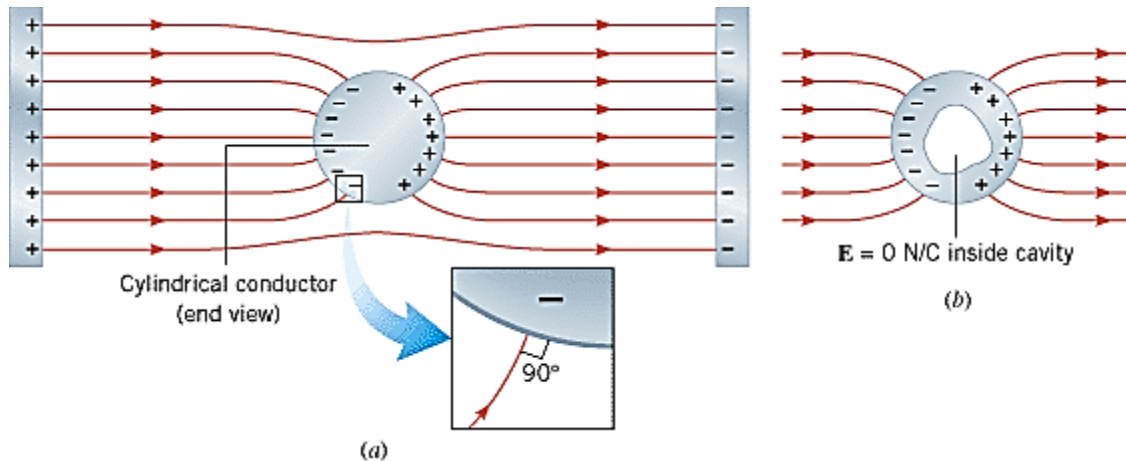 Cylindrical conductor
(end view)
90°
(a)
E = 0 N/C inside cavity
(b)